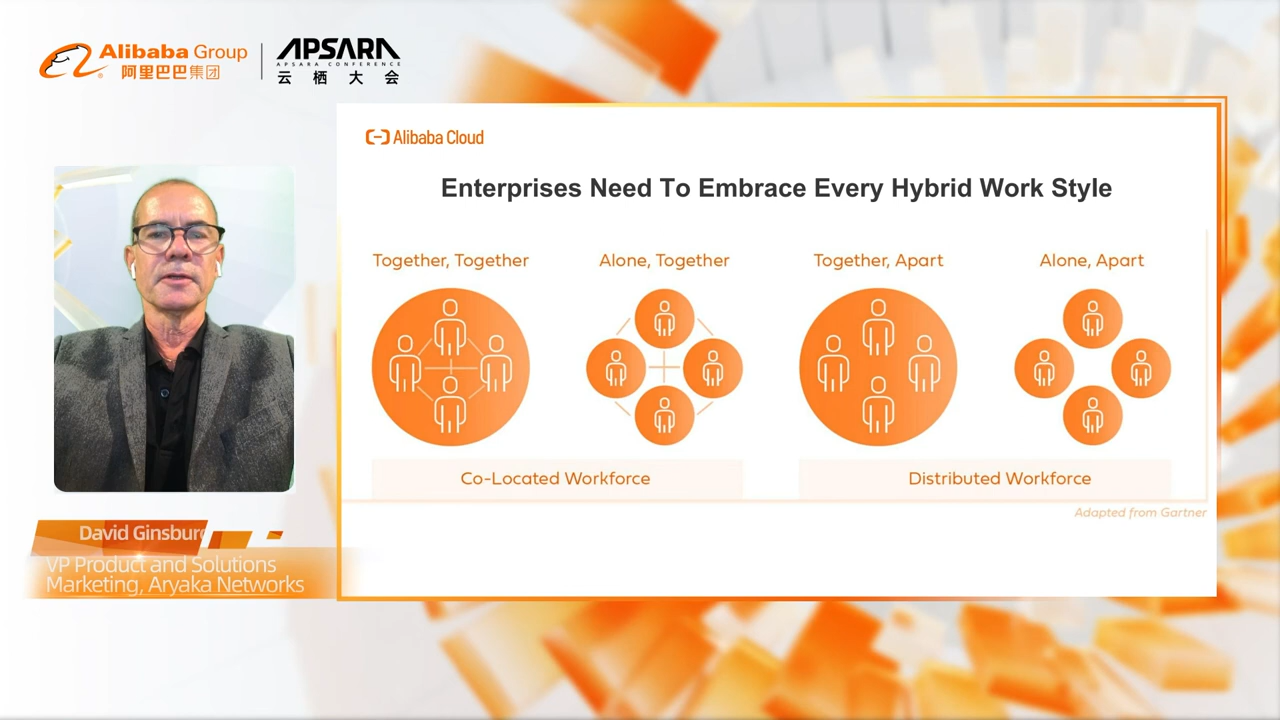 Alibaba Group
阿里巴巴集团
APSARA
APSARA CONFERENCE
云栖大会
Alibaba Cloud
Enterprises Need To Embrace Every Hybrid Work Style
Together, Together
Alone, Together
Together, Apart
Alone, Apart
Co-Located Workforce
Distributed Workforce
Adapted from Gartner
David Ginsburg
VP Product and Solutions
Marketing, Aryaka Networks